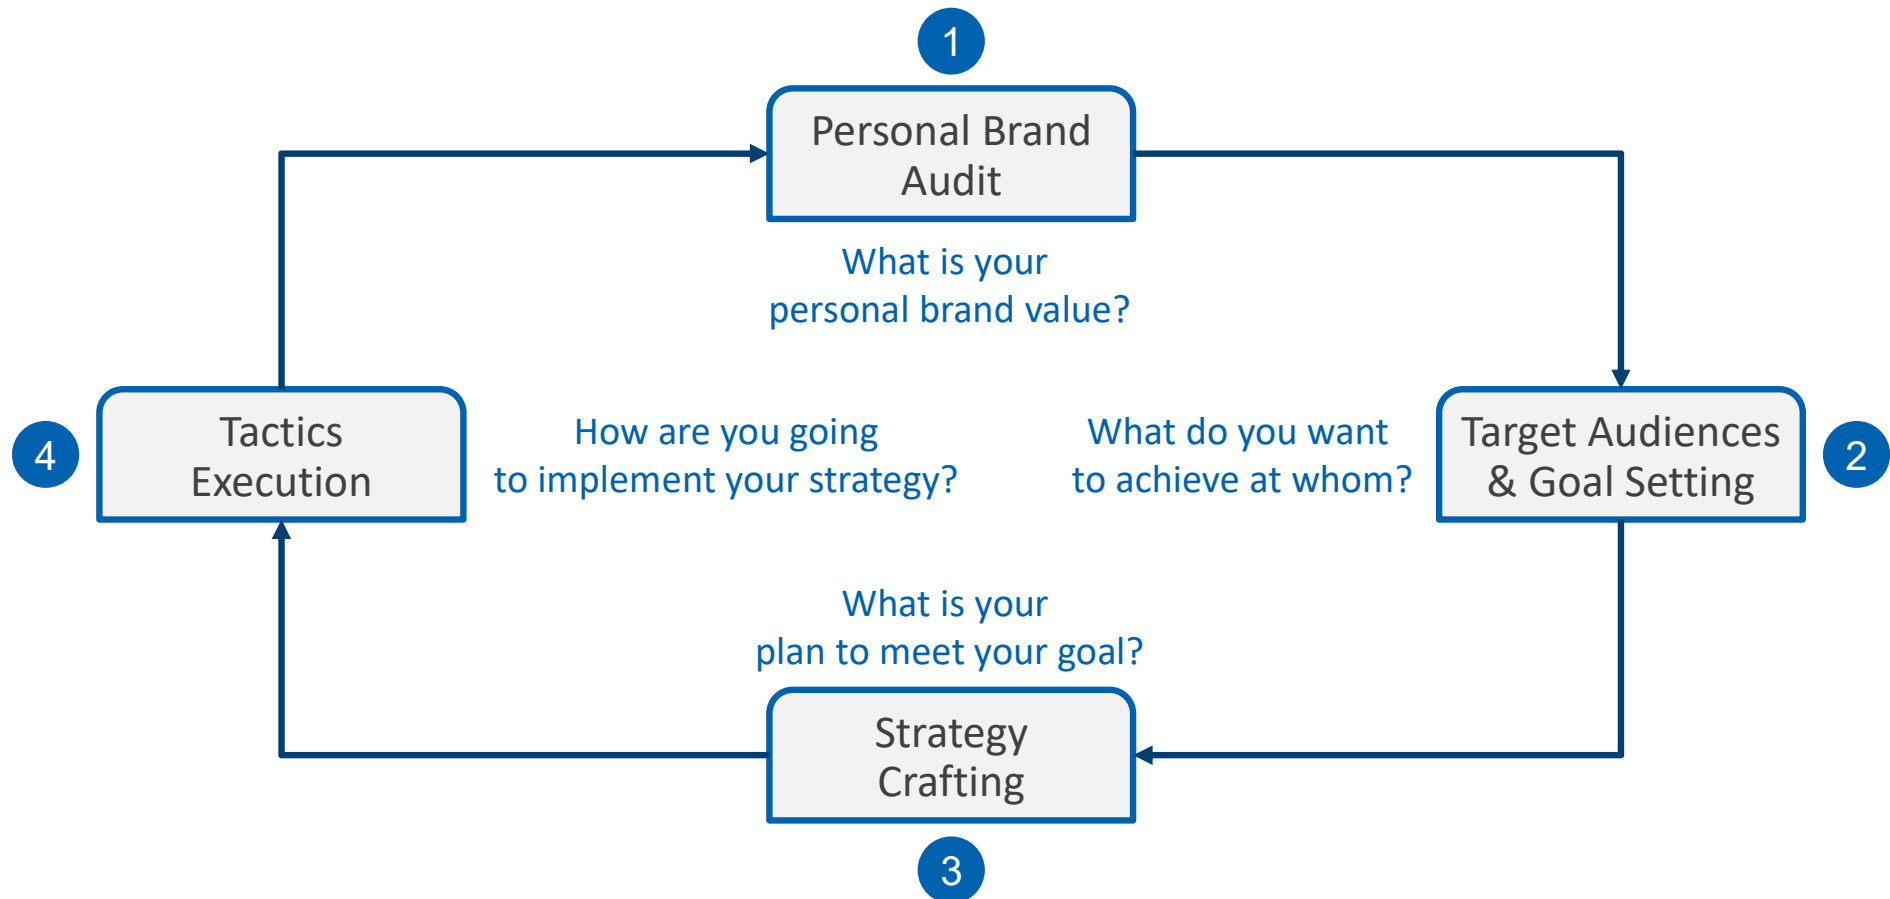 1
Personal Brand
Audit
What is your
personal brand value?
4
Tactics
Execution
How are you going
to implement your strategy?
What do you want
to achieve at whom?
Target Audiences
& Goal Setting
2
What is your
plan to meet your goal?
Strategy
Crafting
3